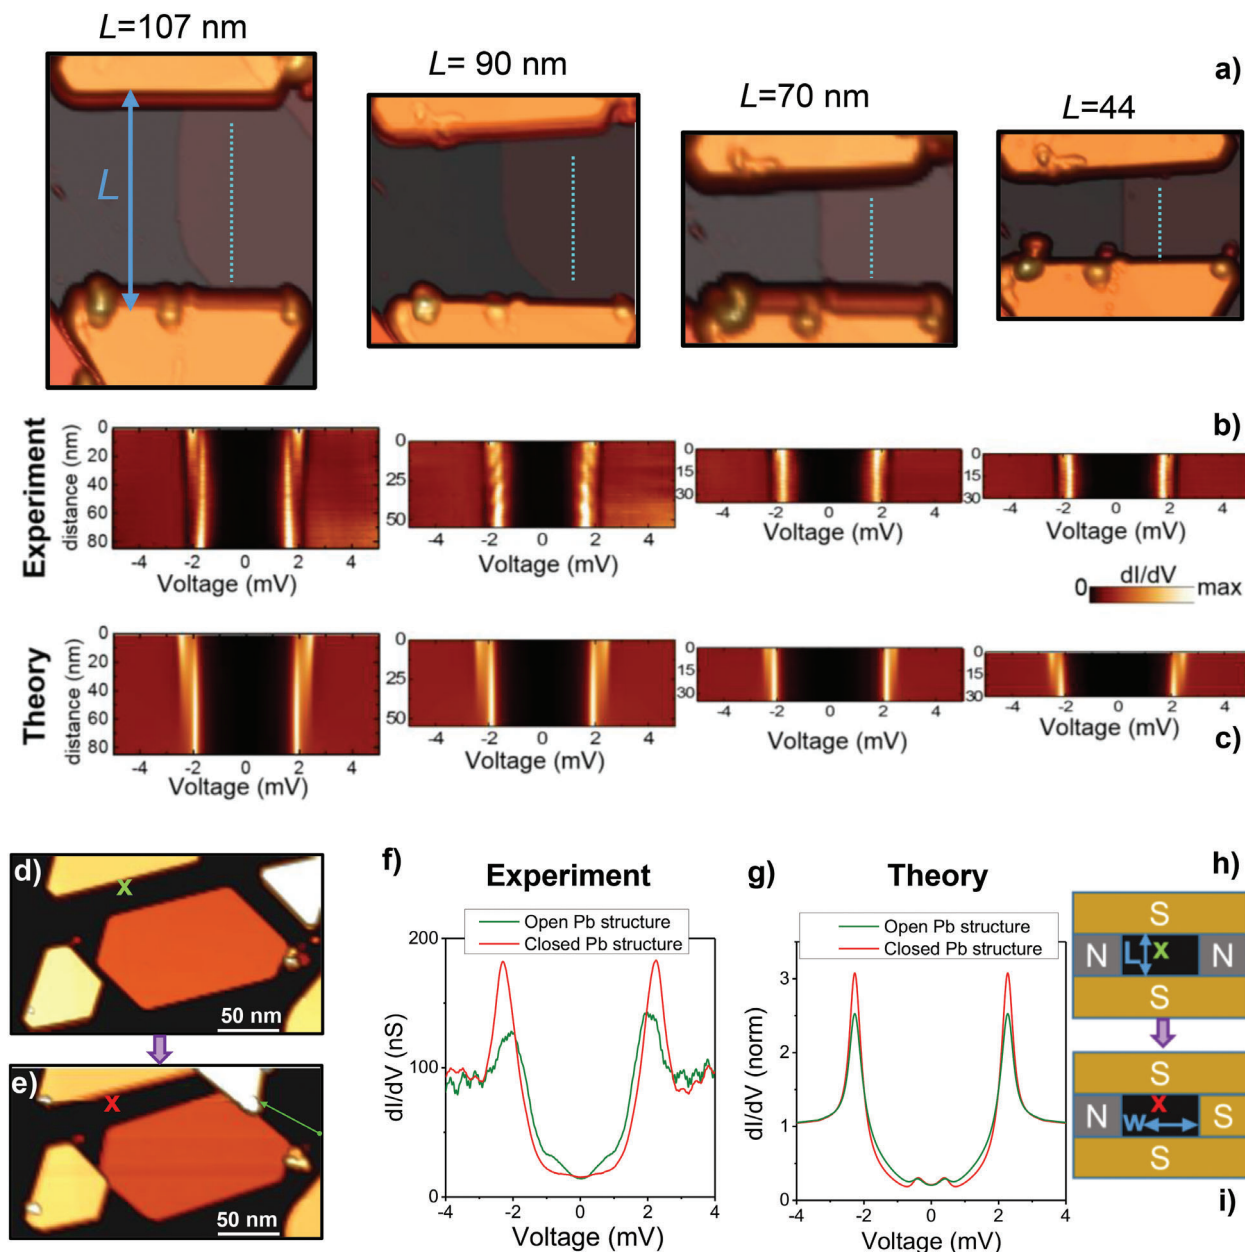 L=107 nm
L= 90 nm
L=70 nm
L=44
a)
L
Experiment
distance (nm)
0
20
40
60
80
-4 -2 0 2 4
Voltage (mV)
0
25
50
-4 -2 0 2 4
Voltage (mV)
0
15
30
-4 -2 0 2 4
Voltage (mV)
0
15
30
-4 -2 0 2 4
Voltage (mV)
b)
dI/dV
0 max
Theory
distance (nm)
0
20
40
60
80
-4 -2 0 2 4
Voltage (mV)
0
25
50
-4 -2 0 2 4
Voltage (mV)
0
15
30
-4 -2 0 2 4
Voltage (mV)
0
15
30
-4 -2 0 2 4
Voltage (mV)
c)
d)
x
50 nm
e)
x
50 nm
f)
Experiment
Open Pb structure
Closed Pb structure
dI/dV (nS)
200
100
0
-4 -2 0 2 4
Voltage (mV)
g)
Theory
Open Pb structure
Closed Pb structure
dI/dV (norm)
3
2
1
0
-4 -2 0 2 4
Voltage (mV)
h)
S
N L x N
S
S
N w x S
S
i)